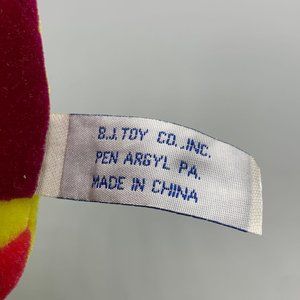 B.J.TOY CO.,INC.
PEN ARGYL PA.
MADE IN CHINA